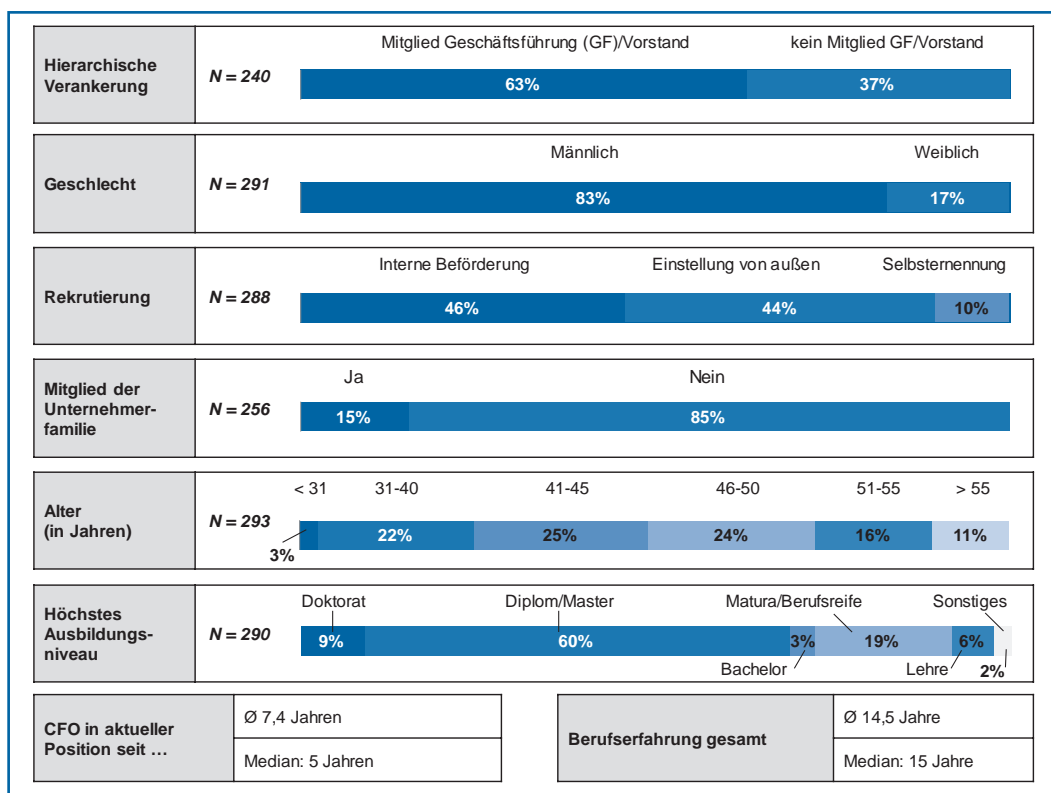 Hierarchische
Verankerung
N = 240
Mitglied Geschäftsführung (GF)/Vorstand
kein Mitglied GF/Vorstand
63%
37%
Geschlecht
N = 291
Männlich
Weiblich
83%
17%
Rekrutierung
N = 288
Interne Beförderung
Einstellung von außen
Selbsternennung
46%
44%
10%
Mitglied der
Unternehmer-
familie
N = 256
Ja
Nein
15%
85%
Alter
(in Jahren)
N = 293
< 31
31-40
41-45
46-50
51-55
> 55
3%
22%
25%
24%
16%
11%
Höchstes
Ausbildungs-
niveau
N = 290
Doktorat
Diplom/Master
Matura/Berufsreife
Sonstiges
9%
60%
3%
19%
6%
Bachelor
Lehre
2%
CFO in aktueller
Position seit …
Ø 7,4 Jahren
Median: 5 Jahren
Berufserfahrung gesamt
Ø 14,5 Jahre
Median: 15 Jahre